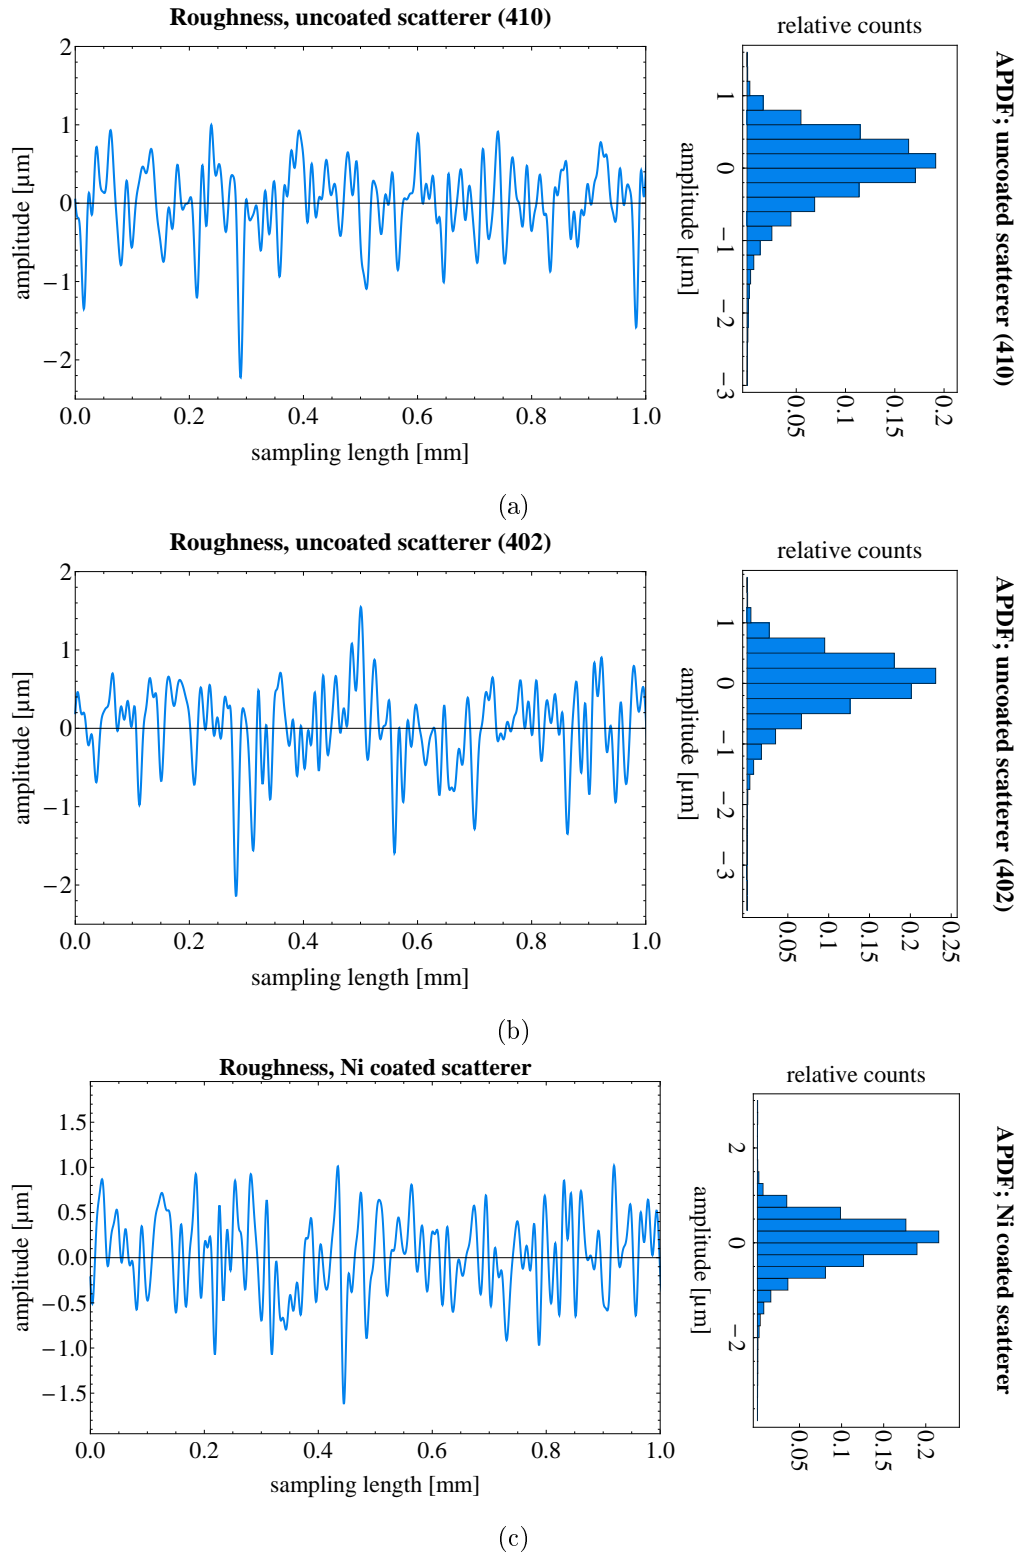 Roughness, uncoated scatterer (410)
amplitude [μm]
2
1
0
−1
−2
0.0 0.2 0.4 0.6 0.8 1.0
sampling length [mm]
relative counts
amplitude [μm]
1
0
−1
−2
−3
0.05 0.1 0.15 0.2
APDF; uncoated scatterer (410)
(a)
Roughness, uncoated scatterer (402)
amplitude [μm]
2
1
0
−1
−2
0.0 0.2 0.4 0.6 0.8 1.0
sampling length [mm]
relative counts
amplitude [μm]
1
0
−1
−2
−3
0.05 0.1 0.15 0.2 0.25
APDF; uncoated scatterer (402)
(b)
Roughness, Ni coated scatterer
amplitude [μm]
1.5
1.0
0.5
0.0
−0.5
−1.0
−1.5
0.0 0.2 0.4 0.6 0.8 1.0
sampling length [mm]
relative counts
amplitude [μm]
2
0
−2
0.05 0.1 0.15 0.2
APDF; Ni coated scatterer
(c)